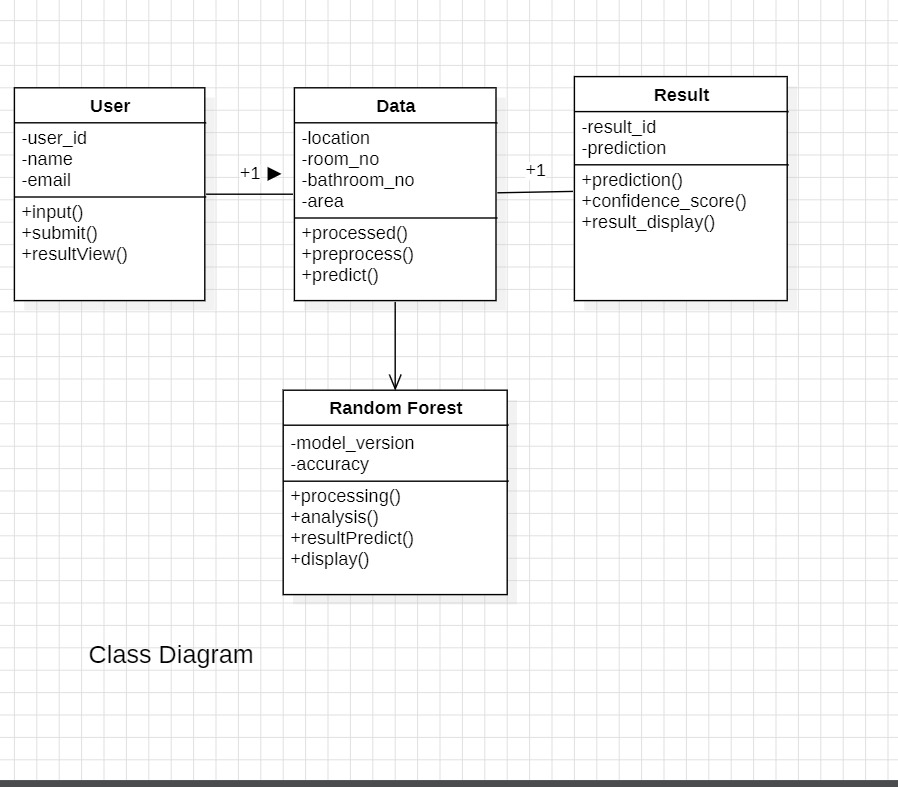 User
-user_id
-name
-email
+input()
+submit()
+resultView()
+1 ▶
Data
-location
-room_no
-bathroom_no
-area
+processed()
+preprocess()
+predict()
+1
Result
-result_id
-prediction
+prediction()
+confidence_score()
+result_display()
Random Forest
-model_version
-accuracy
+processing()
+analysis()
+resultPredict()
+display()
Class Diagram